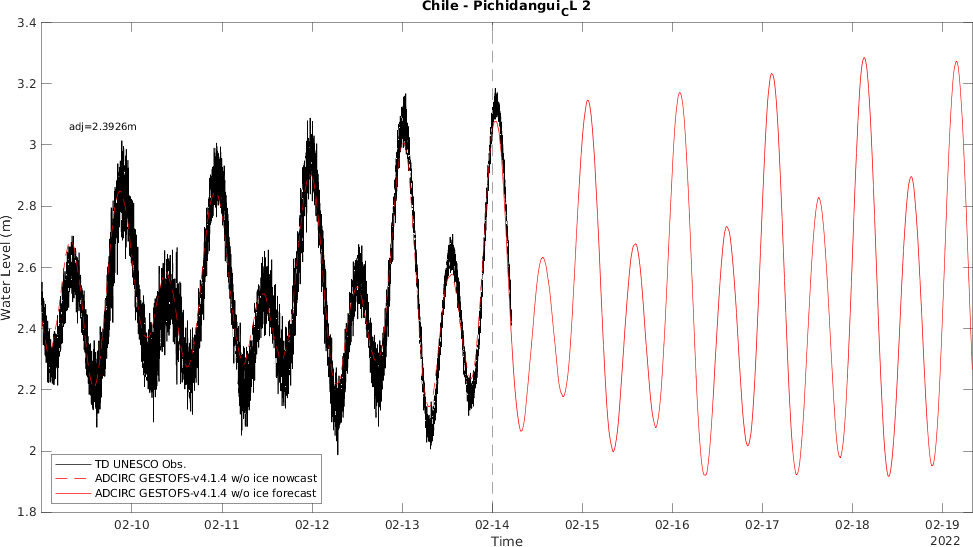 Chile - Pichidangui_CL 2
adj=2.3926m
Water Level (m)
3.4
3.2
3
2.8
2.6
2.4
2.2
2
1.8
TD UNESCO Obs.
ADCIRC GESTOFS-v4.1.4 w/o ice nowcast
ADCIRC GESTOFS-v4.1.4 w/o ice forecast
02-10 02-11 02-12 02-13 02-14 02-15 02-16 02-17 02-18 02-19
Time
2022